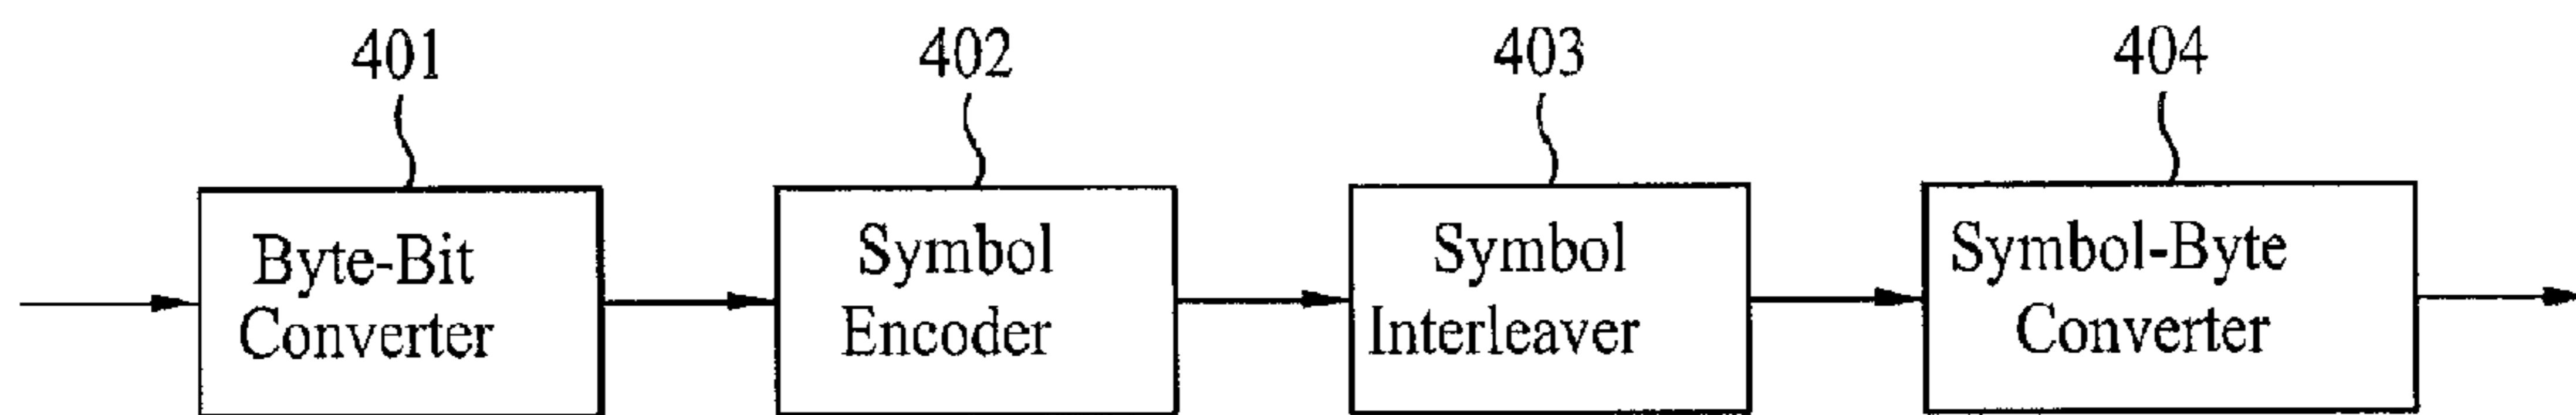 401
402
403
404
Byte-Bit
Converter
Symbol
Encoder
Symbol
Interleaver
Symbol-Byte
Converter